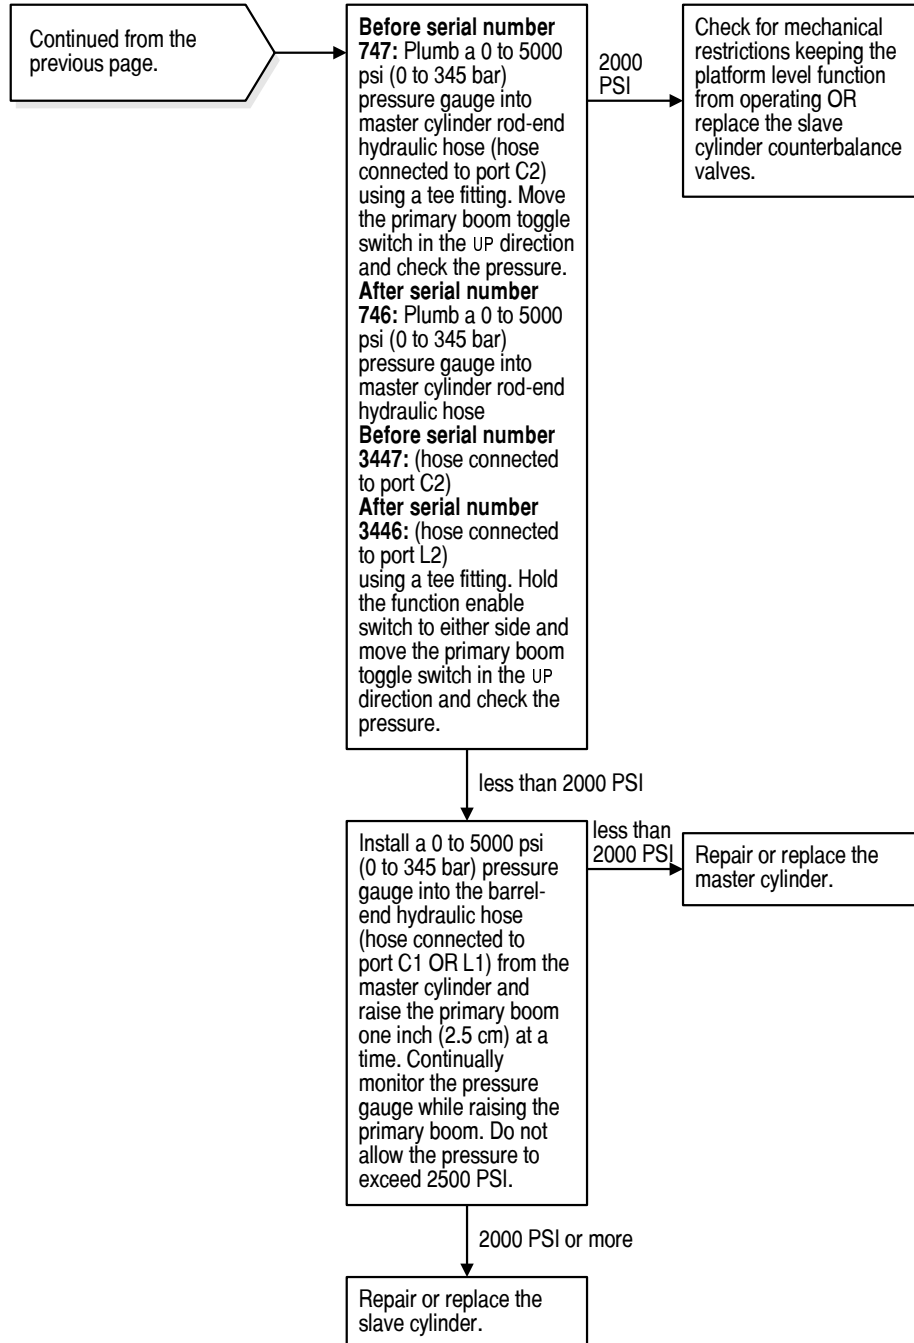 Continued from the
previous page.
Before serial number
747: Plumb a 0 to 5000
psi (0 to 345 bar)
pressure gauge into
master cylinder rod-end
hydraulic hose (hose
connected to port C2)
using a tee fitting. Move
the primary boom toggle
switch in the UP direction
and check the pressure.
After serial number
746: Plumb a 0 to 5000
psi (0 to 345 bar)
pressure gauge into
master cylinder rod-end
hydraulic hose
Before serial number
3447: (hose connected
to port C2)
After serial number
3446: (hose connected
to port L2)
using a tee fitting. Hold
the function enable
switch to either side and
move the primary boom
toggle switch in the UP
direction and check the
pressure.
2000
PSI
Check for mechanical
restrictions keeping the
platform level function
from operating OR
replace the slave
cylinder counterbalance
valves.
less than 2000 PSI
Install a 0 to 5000 psi
(0 to 345 bar) pressure
gauge into the barrel-
end hydraulic hose
(hose connected to
port C1 OR L1) from the
master cylinder and
raise the primary boom
one inch (2.5 cm) at a
time. Continually
monitor the pressure
gauge while raising the
primary boom. Do not
allow the pressure to
exceed 2500 PSI.
less than
2000 PSI
Repair or replace the
master cylinder.
2000 PSI or more
Repair or replace the
slave cylinder.